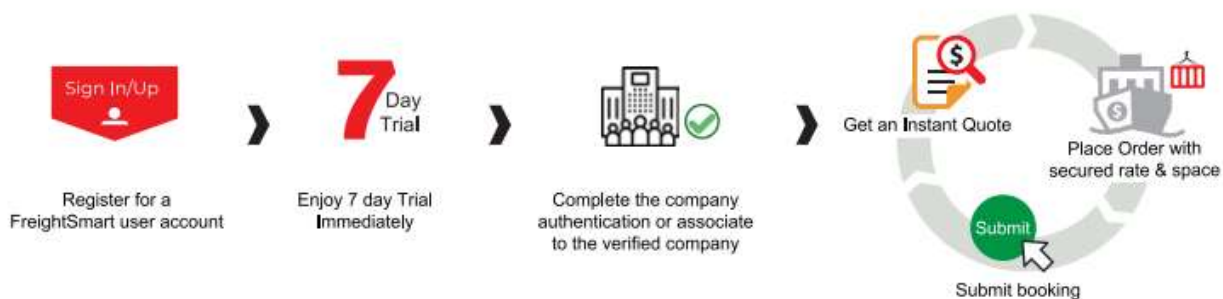 Sign In/Up
Register for a
FreightSmart user account
7
Day
Trial
Enjoy 7 day Trial
Immediately
Complete the company
authentication or associate
to the verified company
$
Get an Instant Quote
$
Place Order with
secured rate & space
Submit
Submit booking